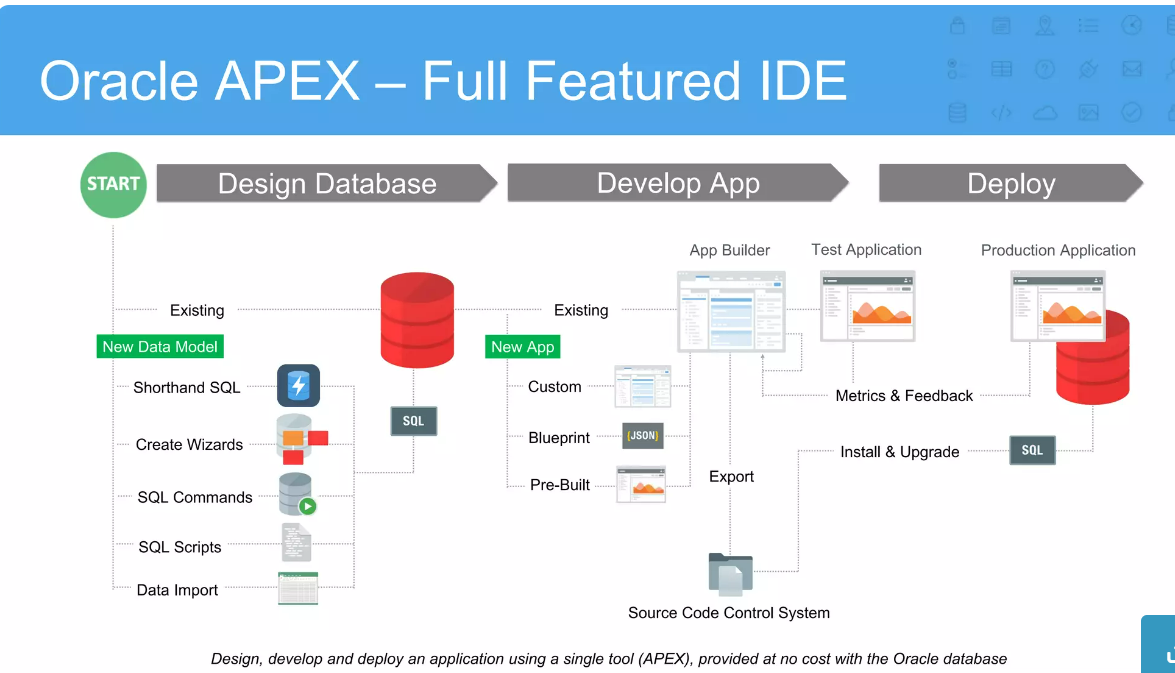 Oracle APEX – Full Featured IDE
START
Design Database
Develop App
Deploy
App Builder
Test Application
Production Application
Existing
Existing
New Data Model
New App
Shorthand SQL
Custom
Metrics & Feedback
SQL
Create Wizards
Blueprint
{JSON}
Install & Upgrade
SQL
SQL Commands
Pre-Built
Export
SQL Scripts
Data Import
Source Code Control System
Design, develop and deploy an application using a single tool (APEX), provided at no cost with the Oracle database